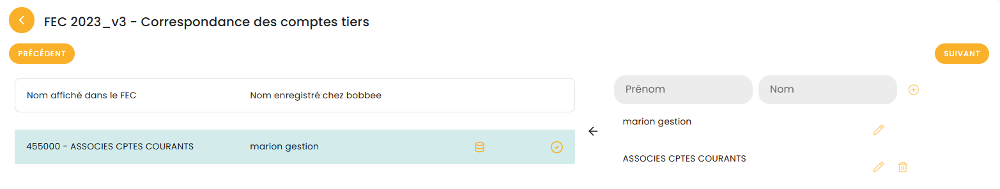 FEC 2023_v3 - Correspondance des comptes tiers
PRÉCÉDENT
SUIVANT
Nom affiché dans le FEC
Nom enregistré chez bobbee
Prénom
Nom
455000 - ASSOCIES CPTES COURANTS
marion gestion
marion gestion
ASSOCIES CPTES COURANTS